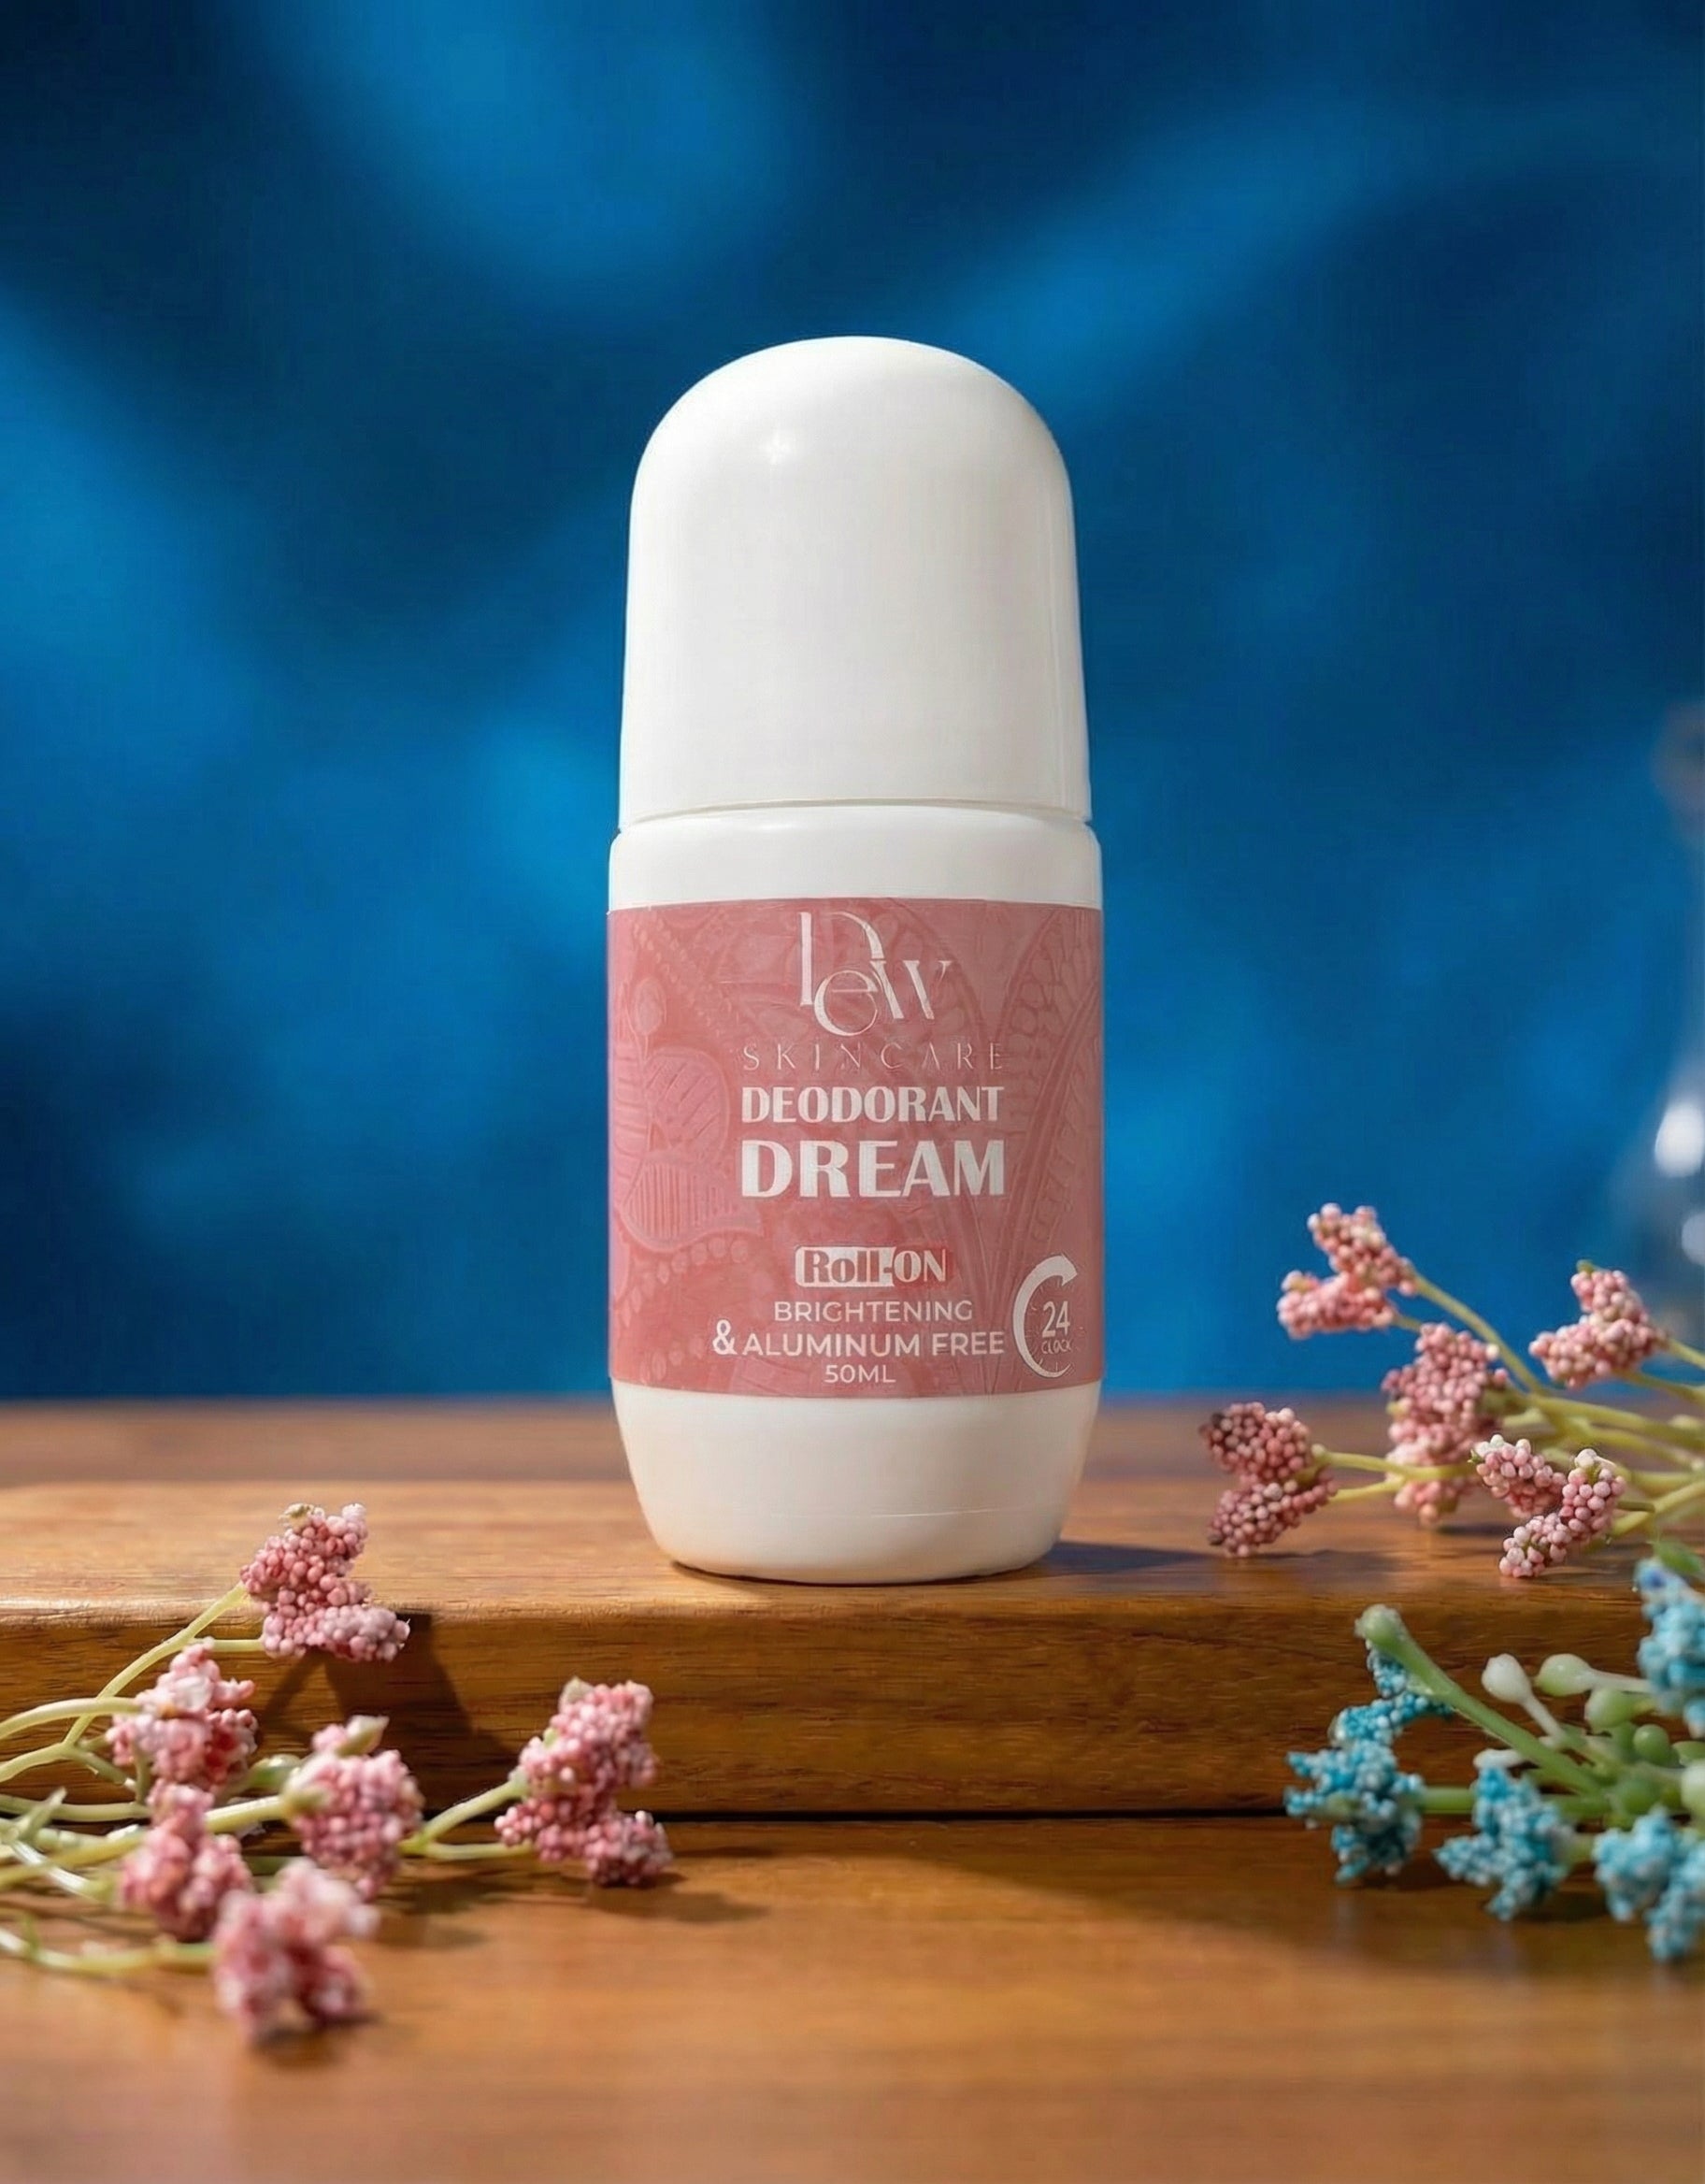 Dew
SKINCARE
DEODORANT
DREAM
Roll-ON
BRIGHTENING
& ALUMINUM FREE
50ML
24
CLOCK